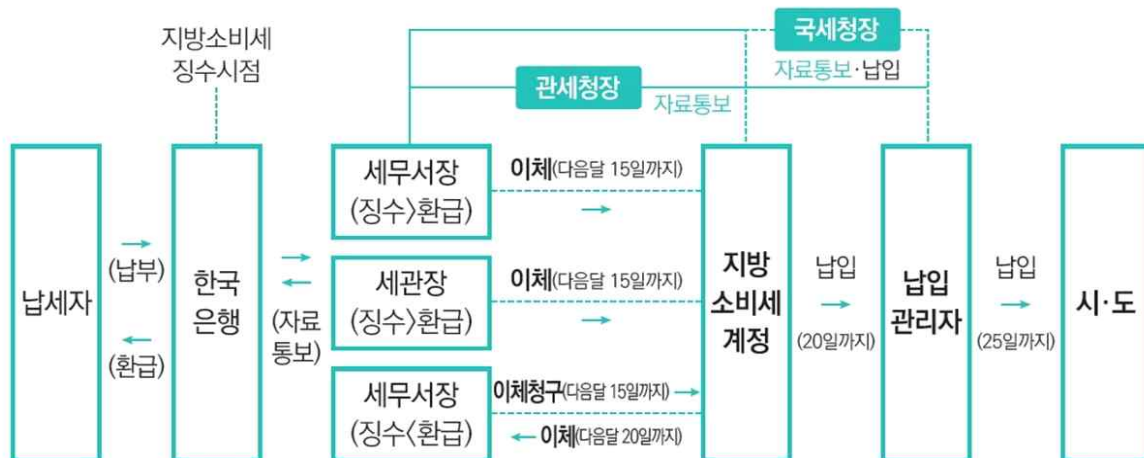 지방소비세
징수시점
국세청장
자료통보·납입
관세청장
자료통보
납세자
(납부)
(환급)
한국
은행
(자료
통보)
세무서장
(징수>환급)
이체(다음달 15일까지)
세관장
(징수>환급)
이체(다음달 15일까지)
세무서장
(징수<환급)
이체청구(다음달 15일까지)
이체(다음달 20일까지)
지방
소비세
계정
납입
(20일까지)
납입
관리자
납입
(25일까지)
시·도